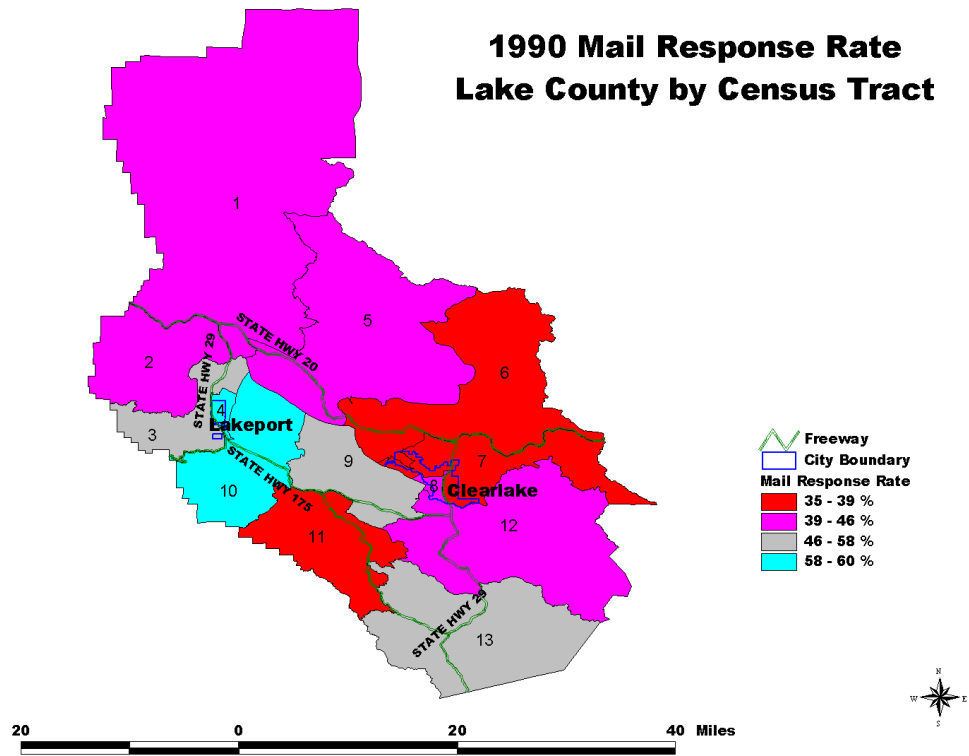 1990 Mail Response Rate
Lake County by Census Tract
1
5
STATE HWY 20
STATE HWY 29
2
6
4
Lakeport
3
9
7
7
8
Clearlake
10
STATE HWY 175
11
12
STATE HWY 29
13
Freeway
City Boundary
Mail Response Rate
35 - 39 %
39 - 46 %
46 - 58 %
58 - 60 %
N
W
E
S
20
0
20
40
Miles